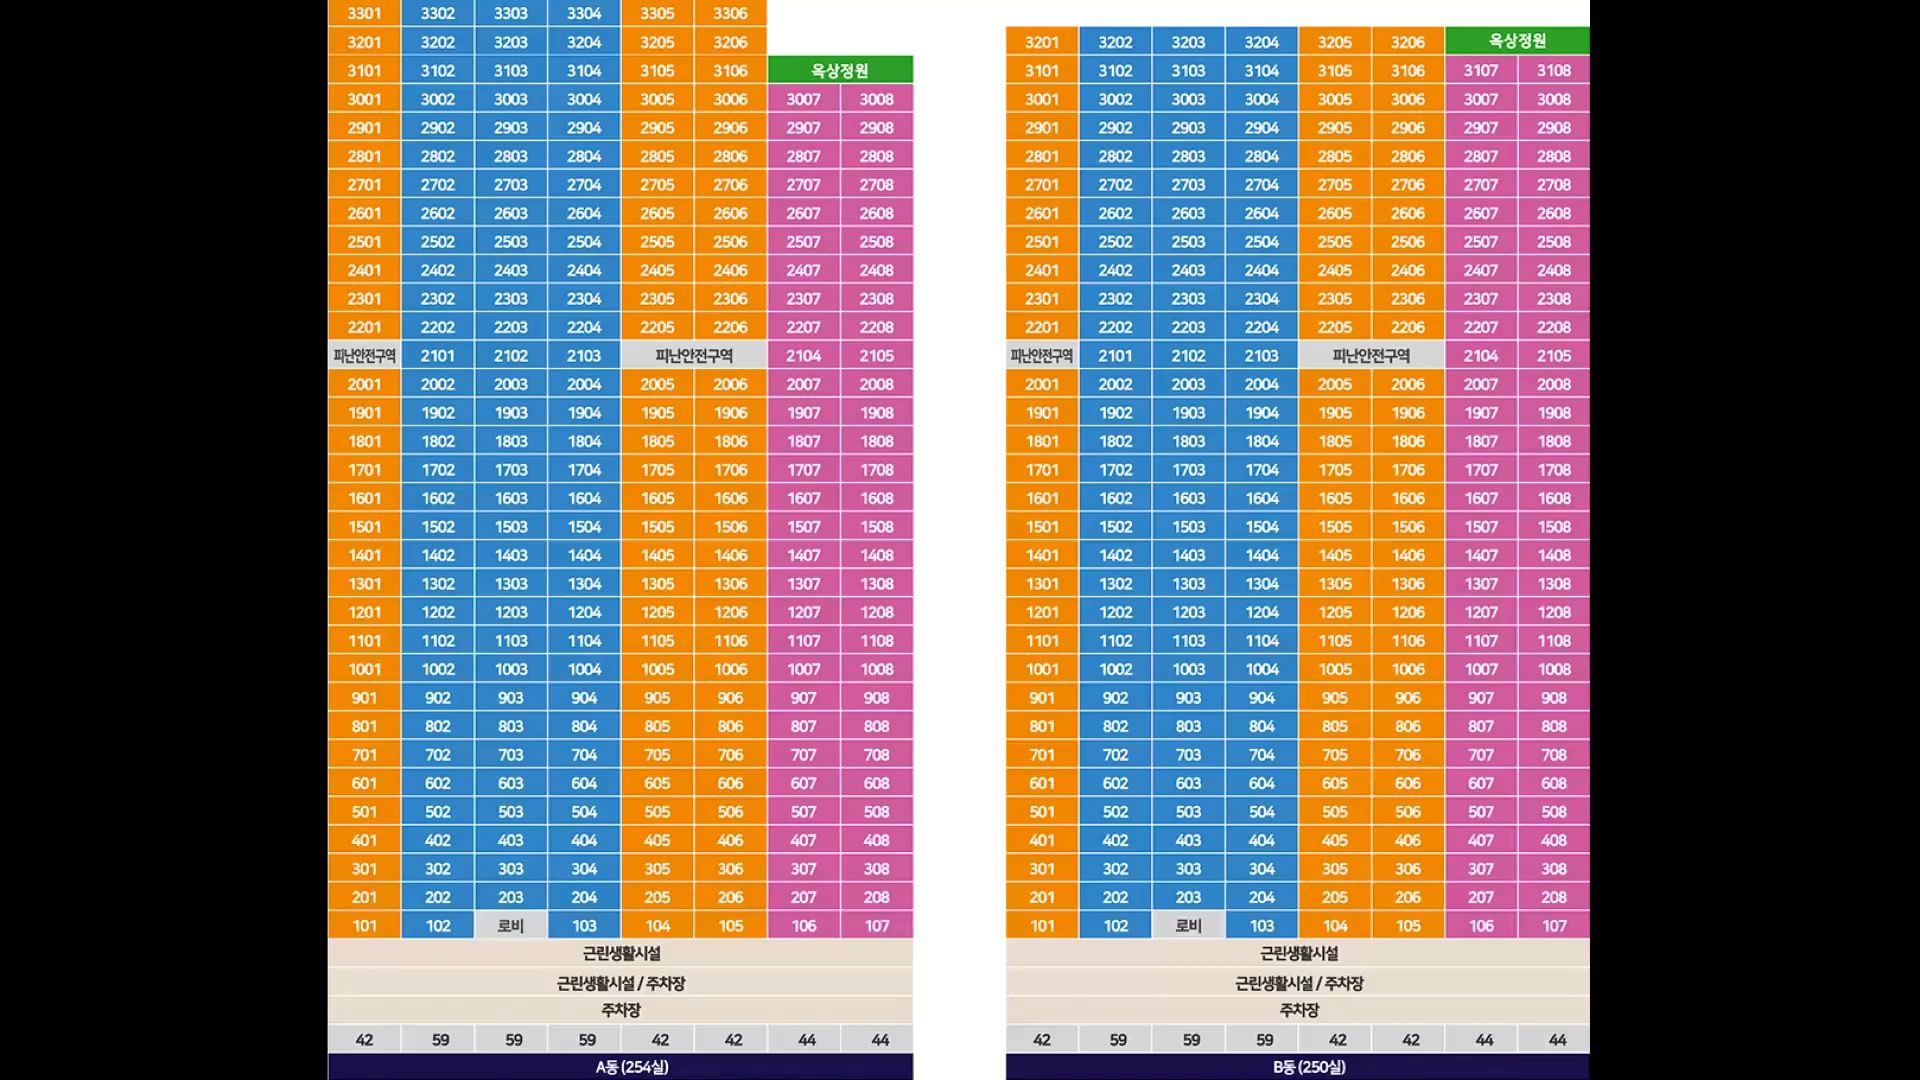 3301 3302 3303 3304 3305 3306
3201 3202 3203 3204 3205 3206
3101 3102 3103 3104 3105 3106 옥상정원
3001 3002 3003 3004 3005 3006 3007 3008
2901 2902 2903 2904 2905 2906 2907 2908
2801 2802 2803 2804 2805 2806 2807 2808
2701 2702 2703 2704 2705 2706 2707 2708
2601 2602 2603 2604 2605 2606 2607 2608
2501 2502 2503 2504 2505 2506 2507 2508
2401 2402 2403 2404 2405 2406 2407 2408
2301 2302 2303 2304 2305 2306 2307 2308
2201 2202 2203 2204 2205 2206 2207 2208
피난안전구역 2101 2102 2103 피난안전구역 2104 2105
2001 2002 2003 2004 2005 2006 2007 2008
1901 1902 1903 1904 1905 1906 1907 1908
1801 1802 1803 1804 1805 1806 1807 1808
1701 1702 1703 1704 1705 1706 1707 1708
1601 1602 1603 1604 1605 1606 1607 1608
1501 1502 1503 1504 1505 1506 1507 1508
1401 1402 1403 1404 1405 1406 1407 1408
1301 1302 1303 1304 1305 1306 1307 1308
1201 1202 1203 1204 1205 1206 1207 1208
1101 1102 1103 1104 1105 1106 1107 1108
1001 1002 1003 1004 1005 1006 1007 1008
901 902 903 904 905 906 907 908
801 802 803 804 805 806 807 808
701 702 703 704 705 706 707 708
601 602 603 604 605 606 607 608
501 502 503 504 505 506 507 508
401 402 403 404 405 406 407 408
301 302 303 304 305 306 307 308
201 202 203 204 205 206 207 208
101 102 로비 103 104 105 106 107
근린생활시설
근린생활시설 / 주차장
주차장
42 59 59 59 42 42 44 44
A동 (254실)
3201 3202 3203 3204 3205 3206 옥상정원
3101 3102 3103 3104 3105 3106 3107 3108
3001 3002 3003 3004 3005 3006 3007 3008
2901 2902 2903 2904 2905 2906 2907 2908
2801 2802 2803 2804 2805 2806 2807 2808
2701 2702 2703 2704 2705 2706 2707 2708
2601 2602 2603 2604 2605 2606 2607 2608
2501 2502 2503 2504 2505 2506 2507 2508
2401 2402 2403 2404 2405 2406 2407 2408
2301 2302 2303 2304 2305 2306 2307 2308
2201 2202 2203 2204 2205 2206 2207 2208
피난안전구역 2101 2102 2103 피난안전구역 2104 2105
2001 2002 2003 2004 2005 2006 2007 2008
1901 1902 1903 1904 1905 1906 1907 1908
1801 1802 1803 1804 1805 1806 1807 1808
1701 1702 1703 1704 1705 1706 1707 1708
1601 1602 1603 1604 1605 1606 1607 1608
1501 1502 1503 1504 1505 1506 1507 1508
1401 1402 1403 1404 1405 1406 1407 1408
1301 1302 1303 1304 1305 1306 1307 1308
1201 1202 1203 1204 1205 1206 1207 1208
1101 1102 1103 1104 1105 1106 1107 1108
1001 1002 1003 1004 1005 1006 1007 1008
901 902 903 904 905 906 907 908
801 802 803 804 805 806 807 808
701 702 703 704 705 706 707 708
601 602 603 604 605 606 607 608
501 502 503 504 505 506 507 508
401 402 403 404 405 406 407 408
301 302 303 304 305 306 307 308
201 202 203 204 205 206 207 208
101 102 로비 103 104 105 106 107
근린생활시설
근린생활시설 / 주차장
주차장
42 59 59 59 42 42 44 44
B동 (250실)